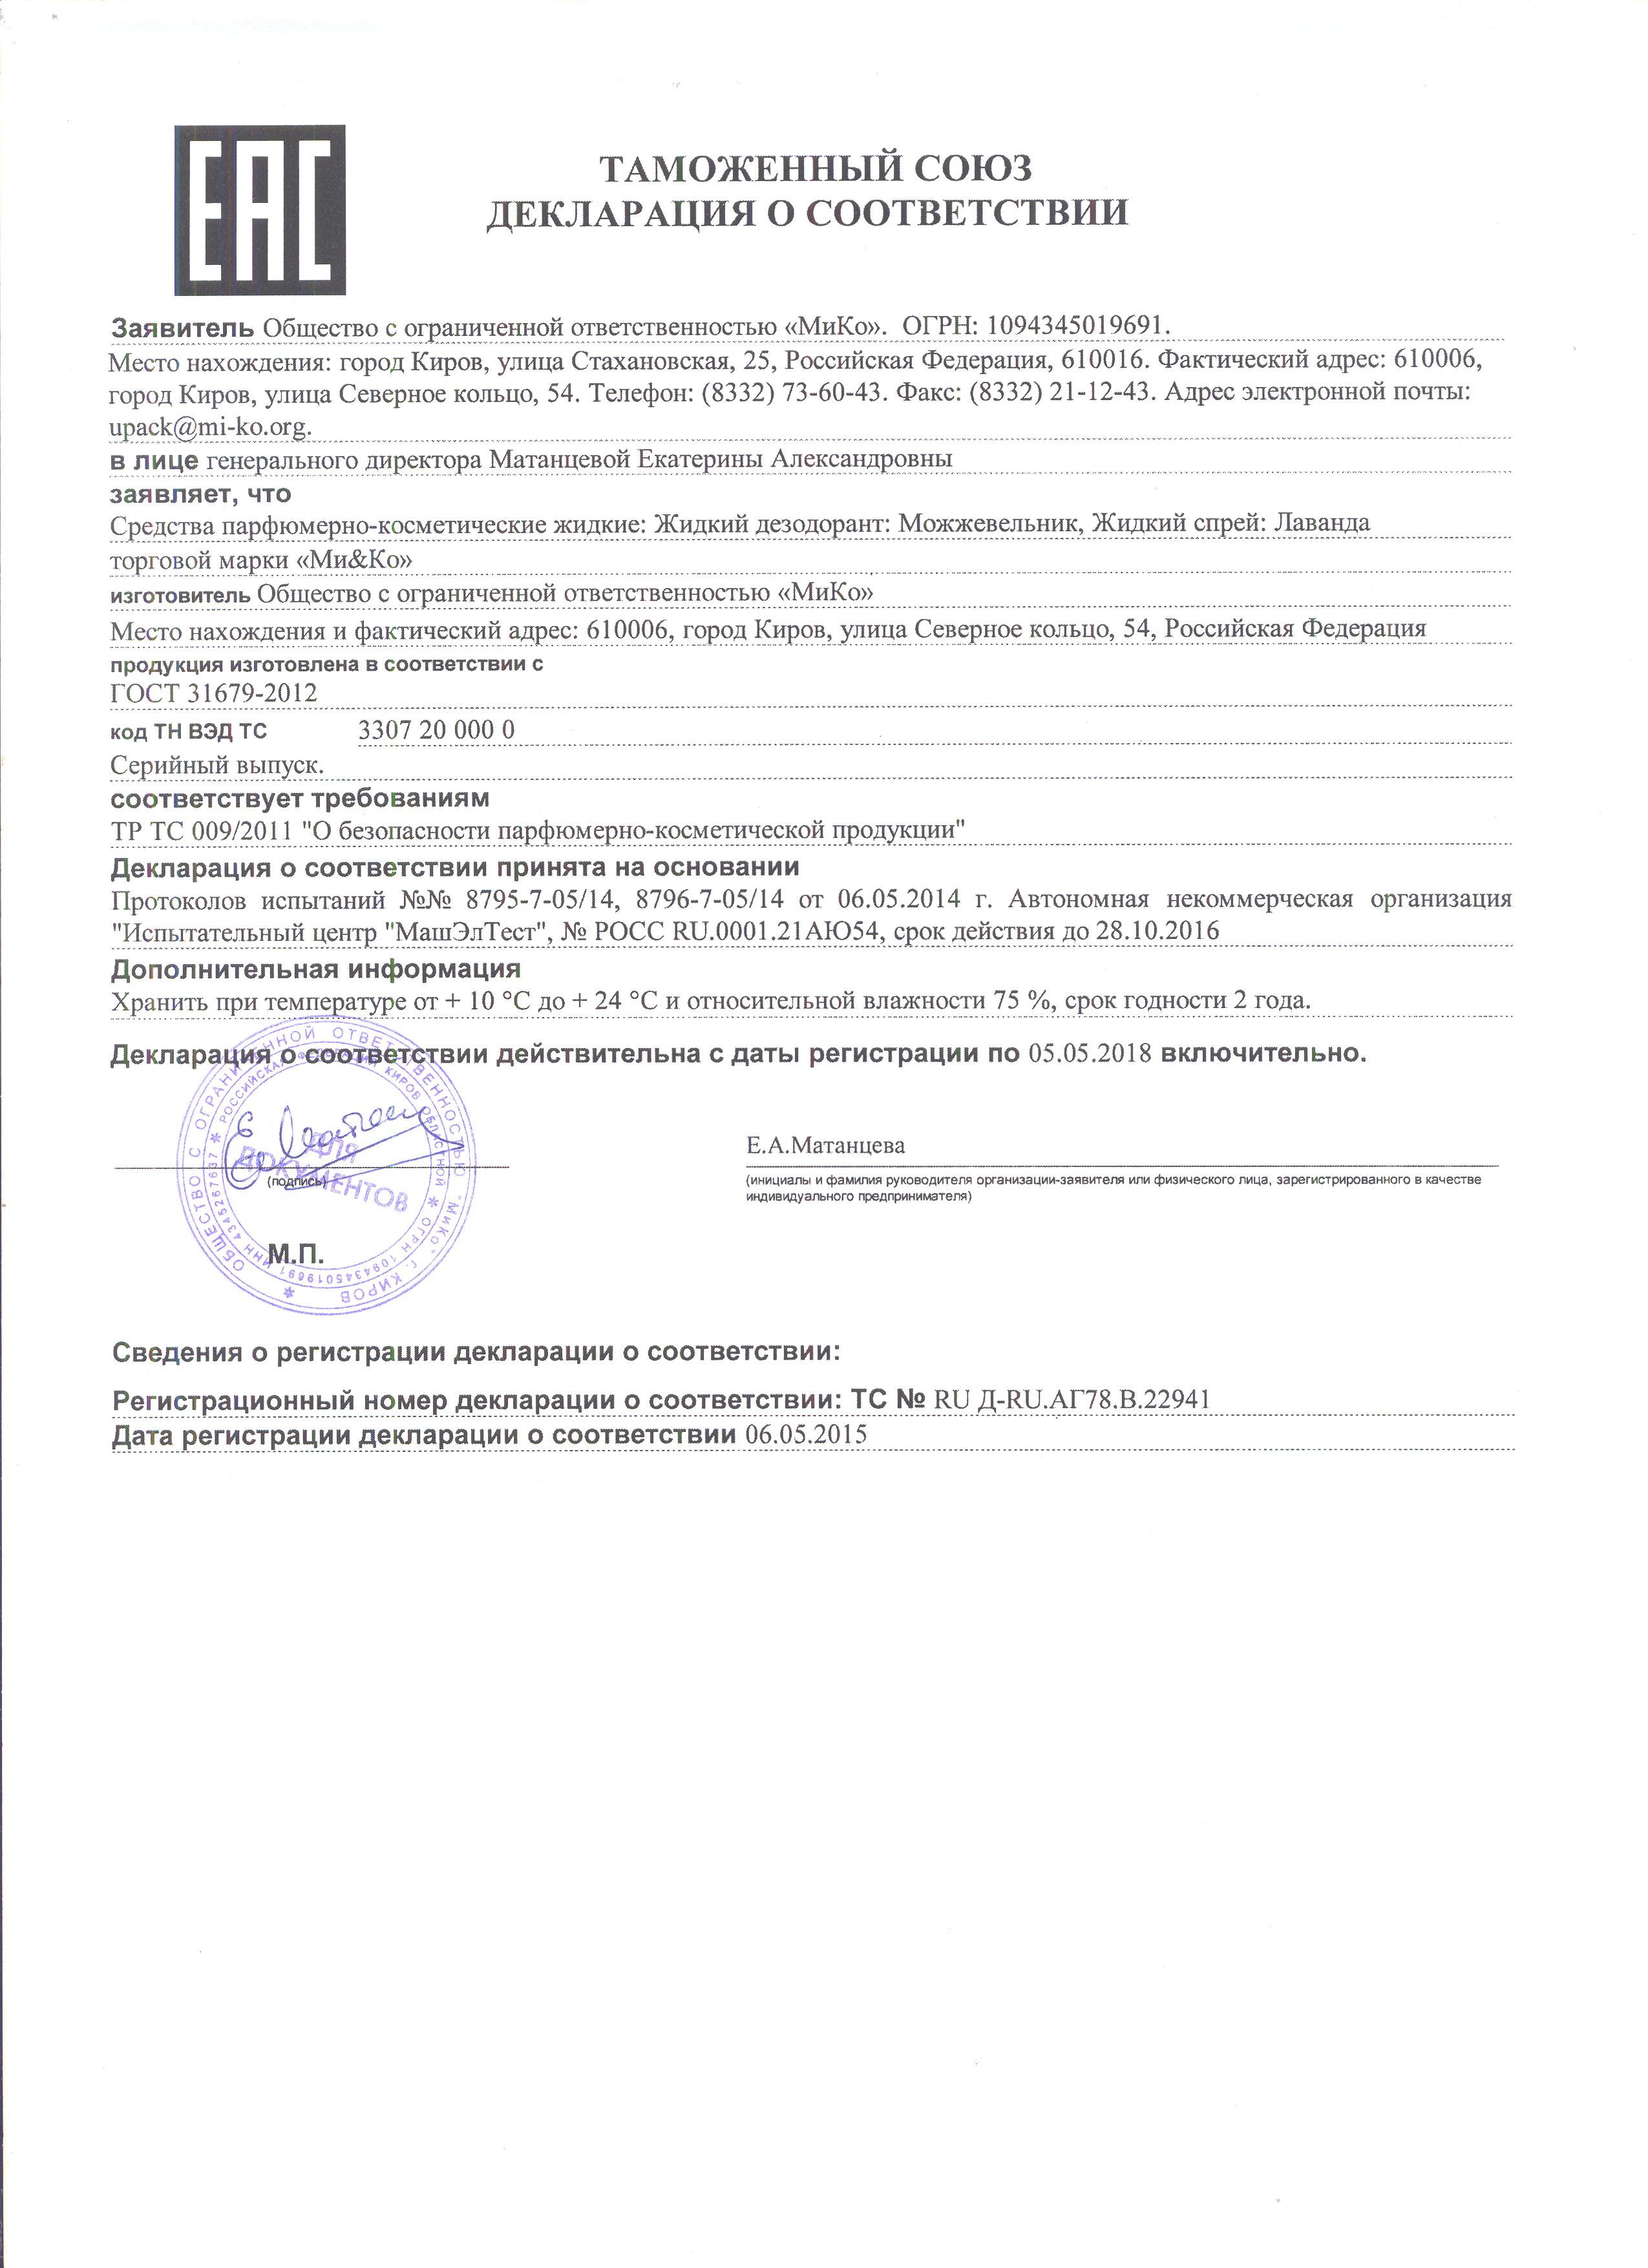 EAC
ТАМОЖЕННЫЙ СОЮЗ
ДЕКЛАРАЦИЯ О СООТВЕТСТВИИ
Заявитель Общество с ограниченной ответственностью «МиКо». ОГРН: 1094345019691.
Место нахождения: город Киров, улица Стахановская, 25, Российская Федерация, 610016. Фактический адрес: 610006,
город Киров, улица Северное кольцо, 54. Телефон: (8332) 73-60-43. Факс: (8332) 21-12-43. Адрес электронной почты:
upack@mi-ko.org.
в лице генерального директора Матанцевой Екатерины Александровны
заявляет, что
Средства парфюмерно-косметические жидкие: Жидкий дезодорант: Можжевельник, Жидкий спрей: Лаванда
торговой марки «Ми&Ко»
изготовитель Общество с ограниченной ответственностью «МиКо»
Место нахождения и фактический адрес: 610006, город Киров, улица Северное кольцо, 54, Российская Федерация
продукция изготовлена в соответствии с
ГОСТ 31679-2012
код ТН ВЭД ТС 3307 20 000 0
Серийный выпуск.
соответствует требованиям
ТР ТС 009/2011 "О безопасности парфюмерно-косметической продукции"
Декларация о соответствии принята на основании
Протоколов испытаний №№ 8795-7-05/14, 8796-7-05/14 от 06.05.2014 г. Автономная некоммерческая организация
"Испытательный центр "МашЭлТест", № РОСС RU.0001.21АЮ54, срок действия до 28.10.2016
Дополнительная информация
Хранить при температуре от + 10 °С до + 24 °С и относительной влажности 75 %, срок годности 2 года.
Декларация о соответствии действительна с даты регистрации по 05.05.2018 включительно.
ОБЩЕСТВО С ОГРАНИЧЕННОЙ ОТВЕТСТВЕННОСТЬЮ "МиКо" г. КИРОВ
РОССИЙСКАЯ ФЕДЕРАЦИЯ КИРОВ ОБЛАСТНОЙ * ОГРН 1094345019691 ИНН 4345267637 *
ДЛЯ
ДОКУМЕНТОВ
Е.А.Матанцева
(подпись)
(инициалы и фамилия руководителя организации-заявителя или физического лица, зарегистрированного в качестве
индивидуального предпринимателя)
М.П.
Сведения о регистрации декларации о соответствии:
Регистрационный номер декларации о соответствии: ТС № RU Д-RU.АГ78.В.22941
Дата регистрации декларации о соответствии 06.05.2015